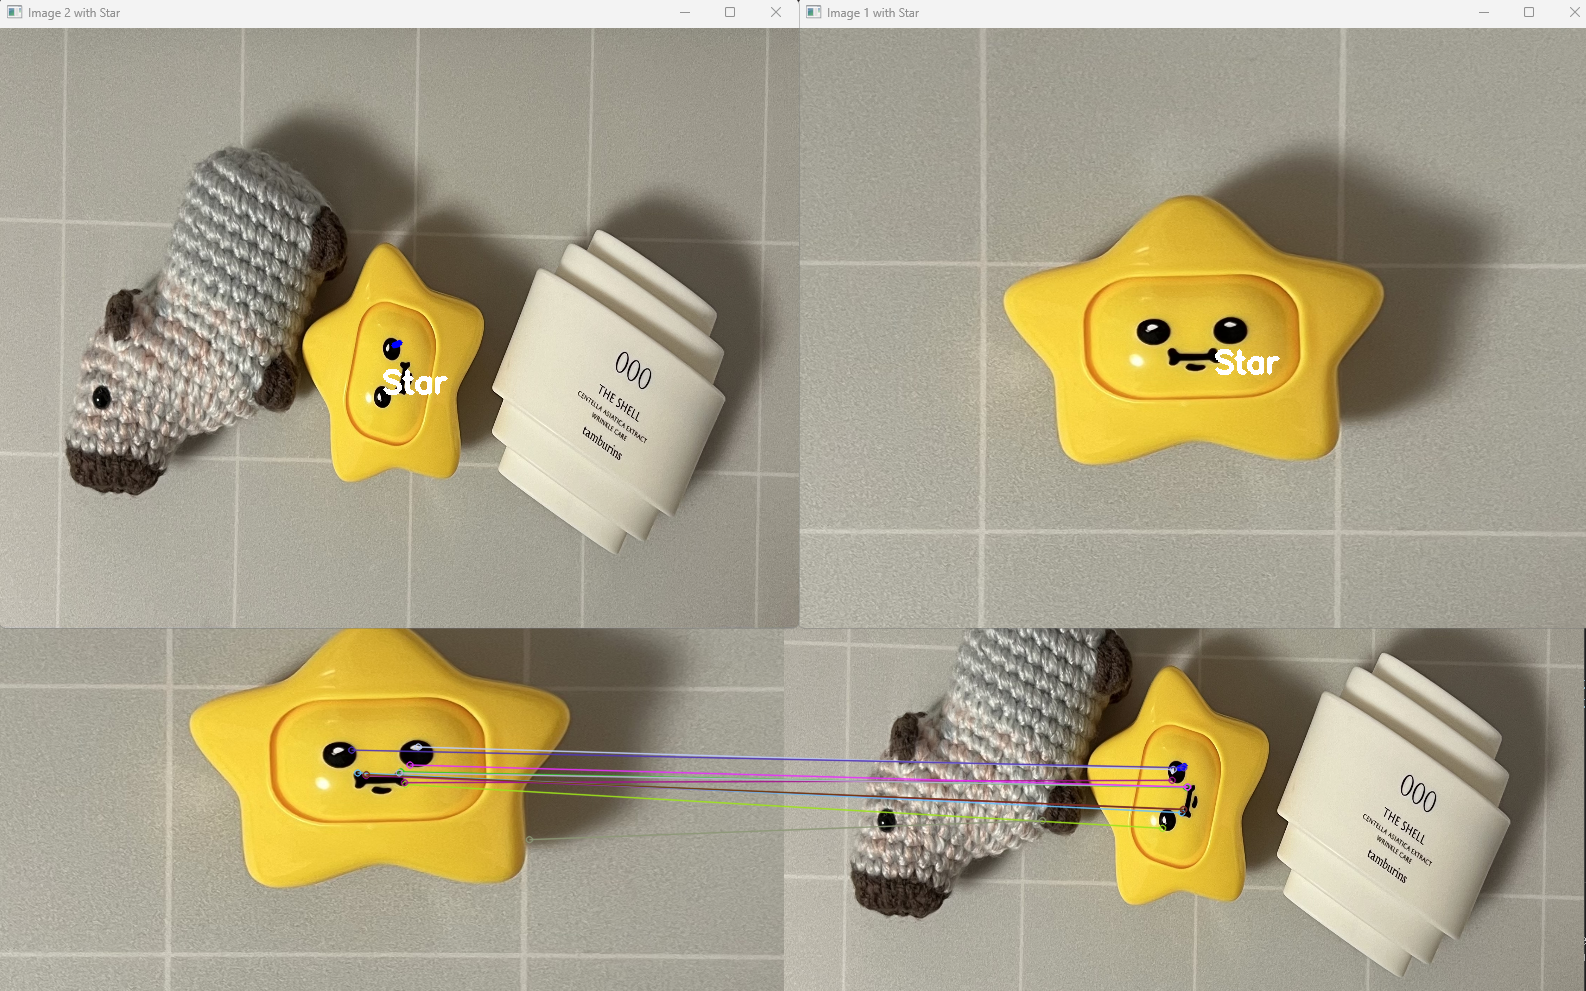 Image 2 with Star
Image 1 with Star
Star
000
THE SHELL
CENTELLA ASIATICA EXTRACT
WRINKLE CARE
tamburins
Star
000
THE SHELL
CENTELLA ASIATICA EXTRACT
WRINKLE CARE
tamburins